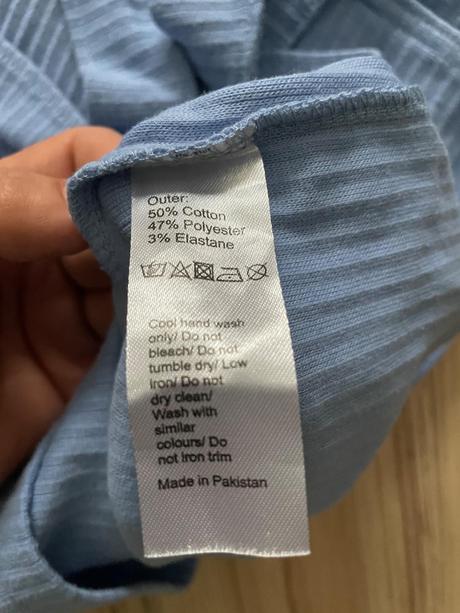 Outer:
50% Cotton
47% Polyester
3% Elastane
Cool hand wash
only/ Do not
bleach/ Do not
tumble dry/ Low
iron/ Do not
dry clean/
Wash with
similar
colours/ Do
not iron trim
Made in Pakistan